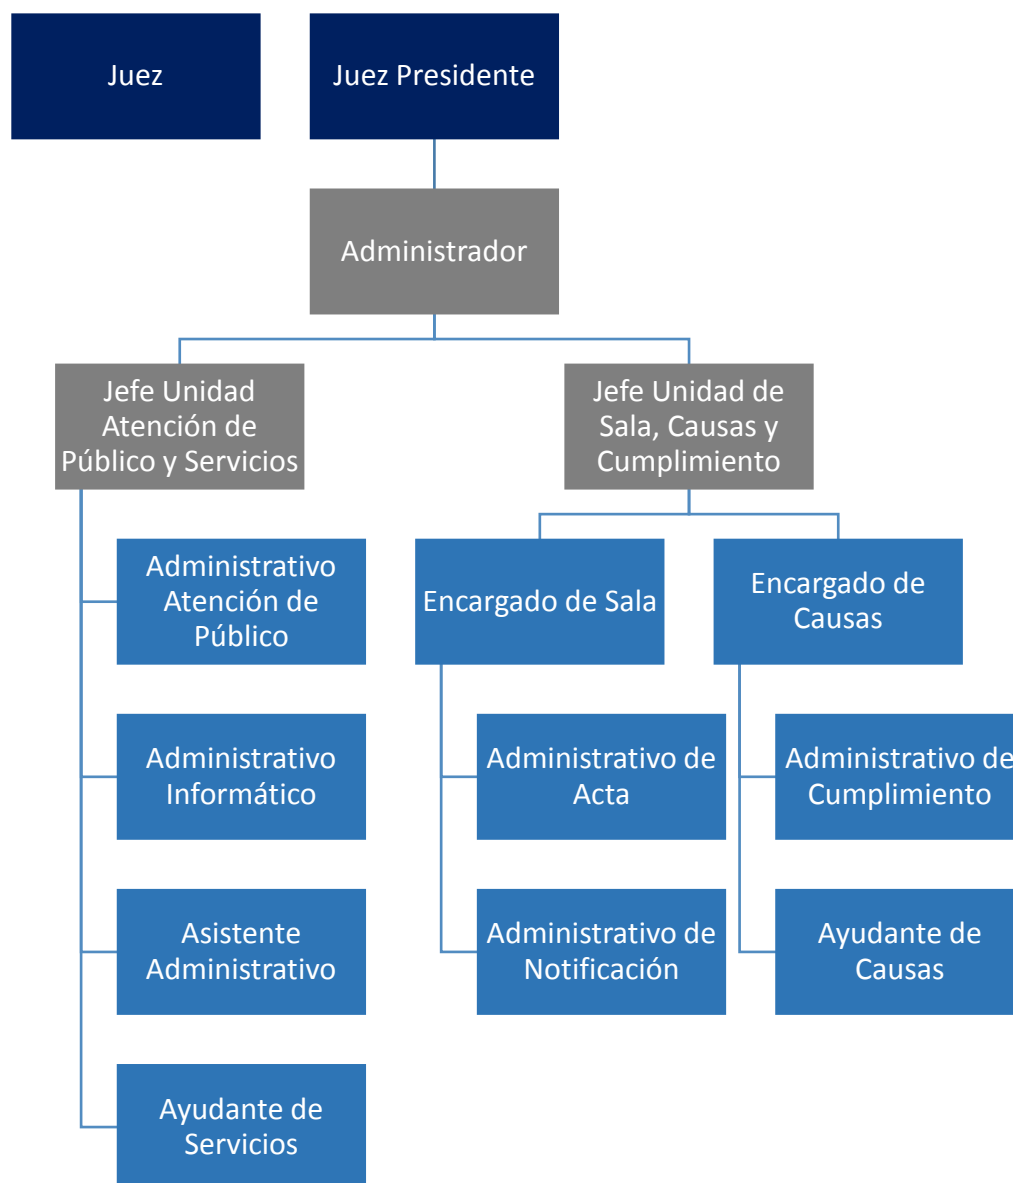 Juez
Juez Presidente
Administrador
Jefe Unidad
Atención de
Público y Servicios
Jefe Unidad de
Sala, Causas y
Cumplimiento
Administrativo
Atención de
Público
Encargado de Sala
Encargado de
Causas
Administrativo
Informático
Administrativo de
Acta
Administrativo de
Cumplimiento
Asistente
Administrativo
Administrativo de
Notificación
Ayudante de
Causas
Ayudante de
Servicios